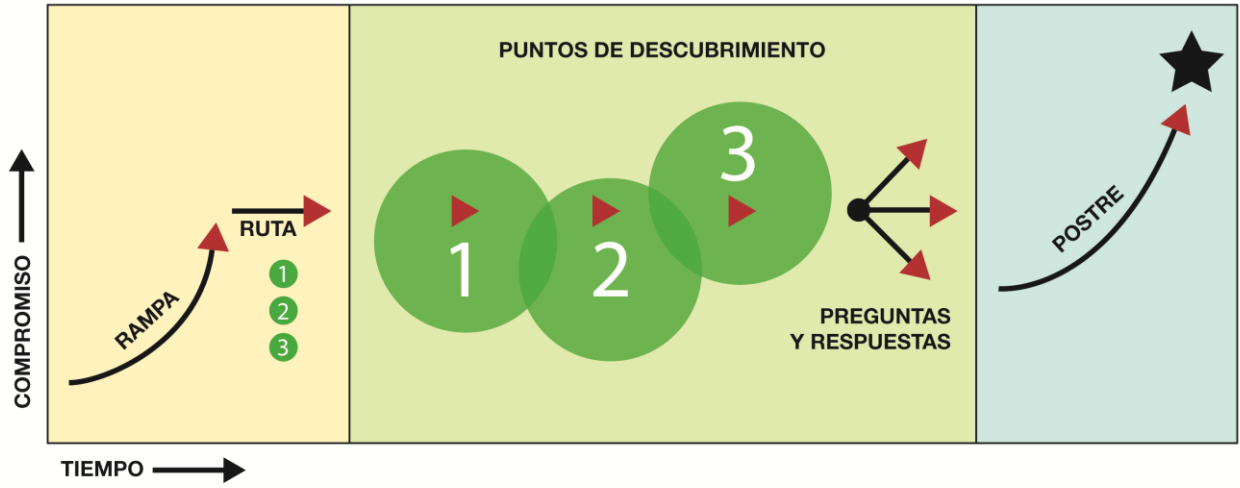 COMPROMISO
TIEMPO
RAMPA
RUTA
1
2
3
PUNTOS DE DESCUBRIMIENTO
1
2
3
PREGUNTAS
Y RESPUESTAS
POSTRE